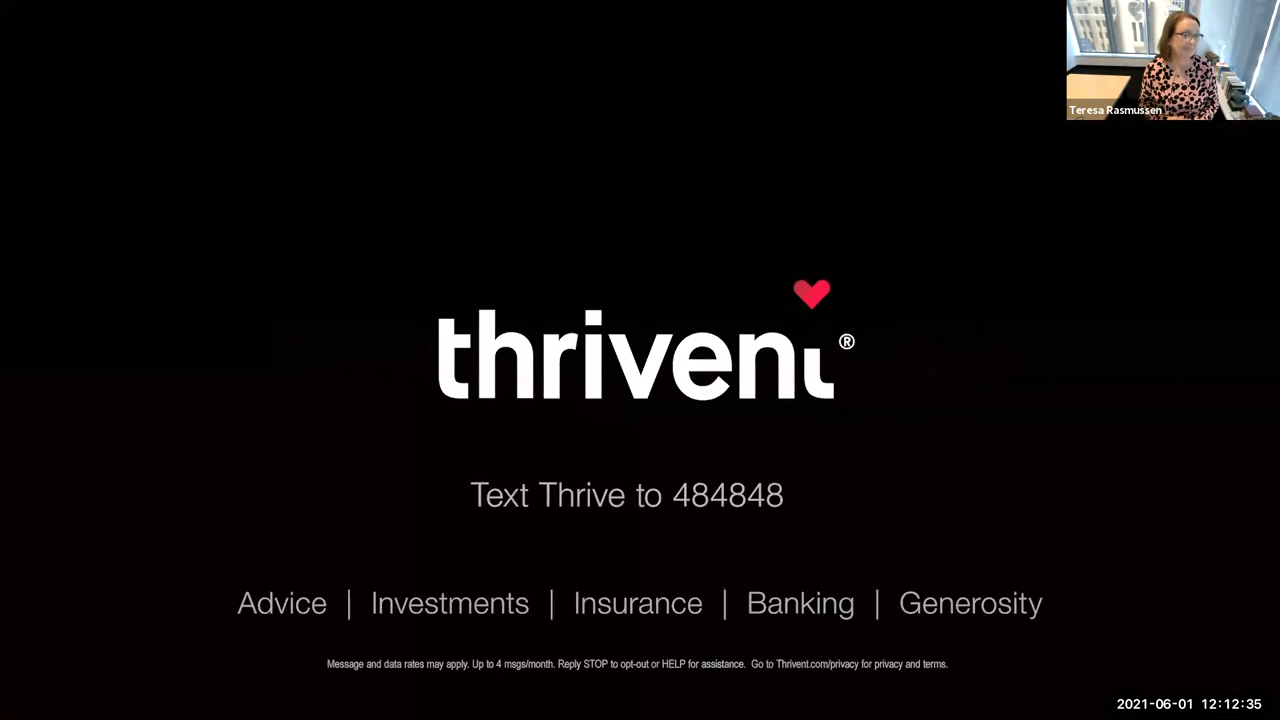 Teresa Rasmussen
thrivent®
Text Thrive to 484848
Advice | Investments | Insurance | Banking | Generosity
Message and data rates may apply. Up to 4 msgs/month. Reply STOP to opt-out or HELP for assistance. Go to Thrivent.com/privacy for privacy and terms.
2021-06-01 12:12:35